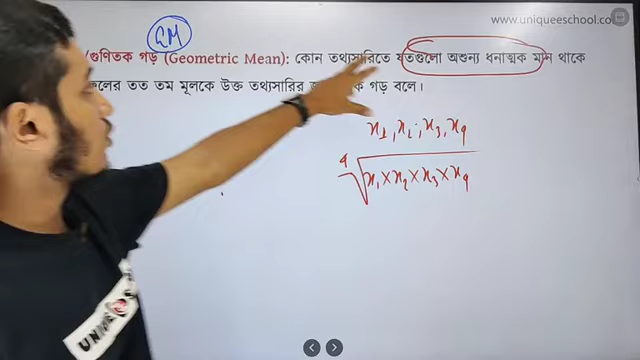 www.uniqueeschool.co
GM
/গুণিতক গড় (Geometric Mean): কোন তথ্যসারিতে যতগুলো অশুন্য ধনাত্মক মান থাকে
তত তম মূলকে উক্ত তথ্যসারির গড় বলে।
x₁, x₂, x₃, x₄
⁴√x₁ × x₂ × x₃ × x₄